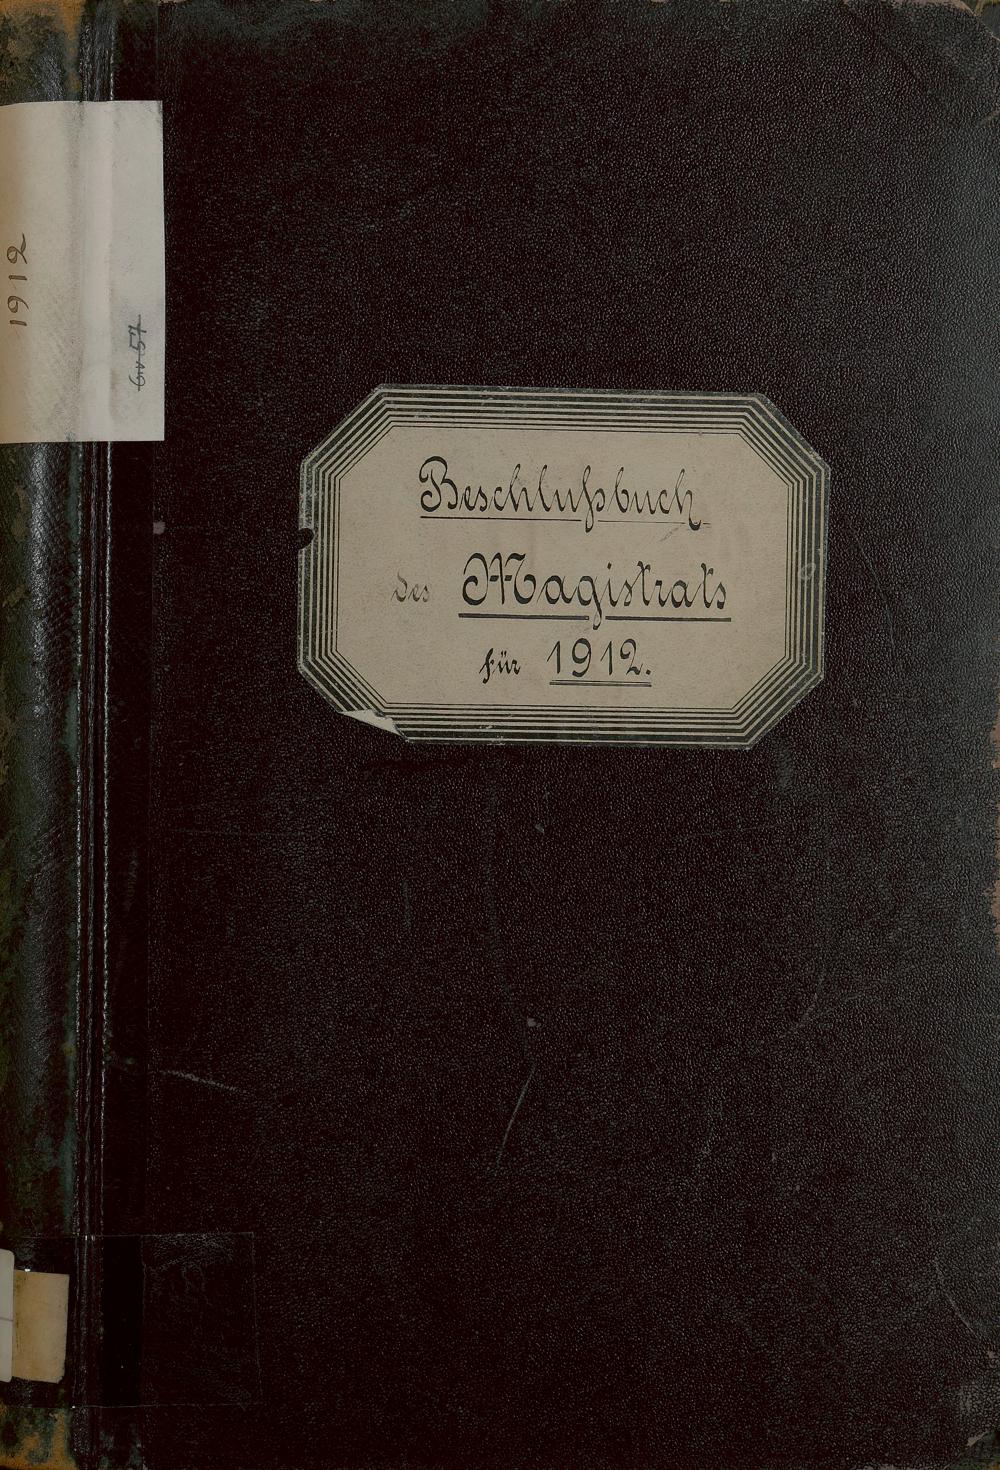 1912
Beschlußbuch
des Magistrats
für 1912.